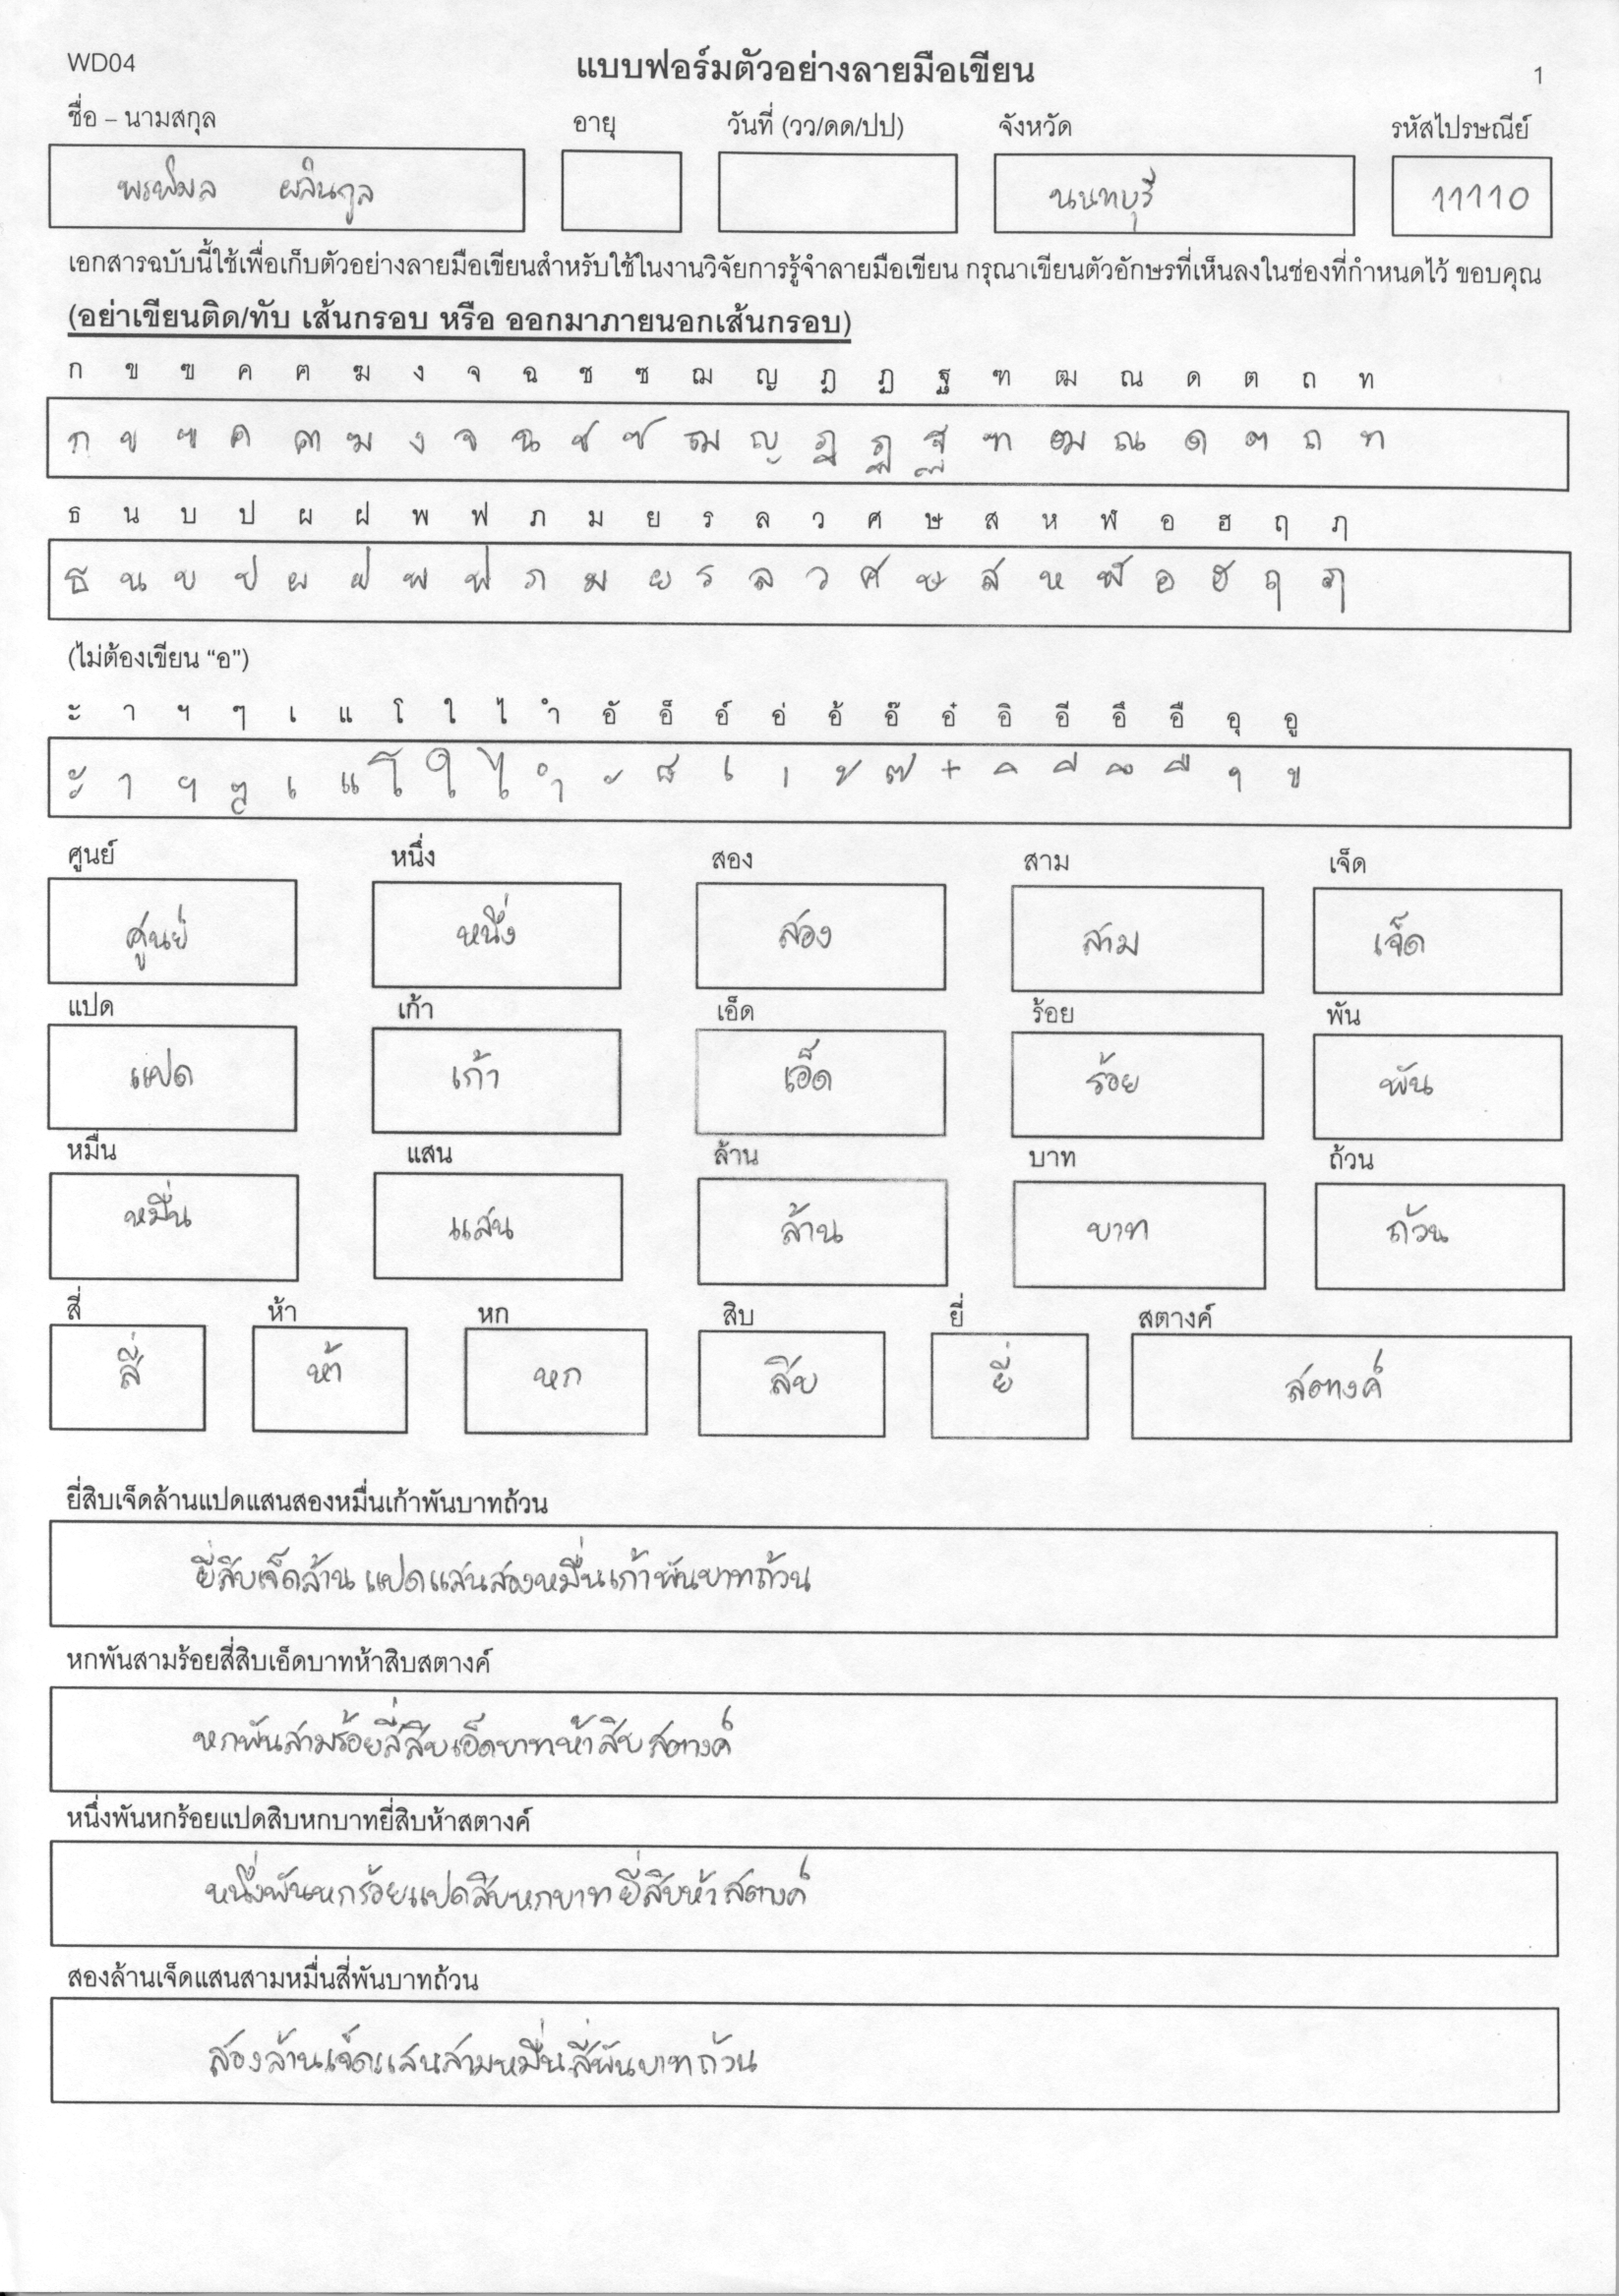 WD04 แบบฟอร์มตัวอย่างลายมือเขียน 1
ชื่อ – นามสกุล อายุ วันที่ (วว/ดด/ปป) จังหวัด รหัสไปรษณีย์
พรพิมล ผลินกูล นนทบุรี 11110
เอกสารฉบับนี้ใช้เพื่อเก็บตัวอย่างลายมือเขียนสำหรับใช้ในงานวิจัยการรู้จำลายมือเขียน กรุณาเขียนตัวอักษรที่เห็นลงในช่องที่กำหนดไว้ ขอบคุณ
(อย่าเขียนติด/ทับ เส้นกรอบ หรือ ออกมาภายนอกเส้นกรอบ)
ก ข ฃ ค ฅ ฆ ง จ ฉ ช ซ ฌ ญ ฎ ฏ ฐ ฑ ฒ ณ ด ต ถ ท
ก ข ฃ ค ฅ ฆ ง จ ฉ ช ซ ฌ ญ ฎ ฏ ฐ ฑ ฒ ณ ด ต ถ ท
ธ น บ ป ผ ฝ พ ฟ ภ ม ย ร ล ว ศ ษ ส ห ฬ อ ฮ ฤ ฦ
ธ น บ ป ผ ฝ พ ฟ ภ ม ย ร ล ว ศ ษ ส ห ฬ อ ฮ ฤ ฦ
(ไม่ต้องเขียน “อ”)
ะ า ฯ ๆ เ แ โ ใ ไ ำ อั อ็ อ์ อ่ อ้ อ๊ อ๋ อิ อี อึ อือุ อู
ะ า ฯ ๆ เ แ โ ใ ไ ำ ั ็ ์ ่ ้ ๊ ๋ ิ ี ึ ื ุ ู
ศูนย์ หนึ่ง สอง สาม เจ็ด
ศูนย์ หนึ่ง สอง สาม เจ็ด
แปด เก้า เอ็ด ร้อย พัน
แปด เก้า เอ็ด ร้อย พัน
หมื่น แสน ล้าน บาท ถ้วน
หมื่น แสน ล้าน บาท ถ้วน
สี่ ห้า หก สิบ ยี่ สตางค์
สี่ ห้า หก สิบ ยี่ สตางค์
ยี่สิบเจ็ดล้านแปดแสนสองหมื่นเก้าพันบาทถ้วน
ยี่สิบเจ็ดล้าน แปดแสนสองหมื่นเก้าพันบาทถ้วน
หกพันสามร้อยสี่สิบเอ็ดบาทห้าสิบสตางค์
หกพันสามร้อยสี่สิบเอ็ดบาทห้าสิบสตางค์
หนึ่งพันหกร้อยแปดสิบหกบาทยี่สิบห้าสตางค์
หนึ่งพันหกร้อยแปดสิบหกบาท ยี่สิบห้า สตางค์
สองล้านเจ็ดแสนสามหมื่นสี่พันบาทถ้วน
สองล้านเจ็ดแสนสามหมื่นสี่พันบาทถ้วน